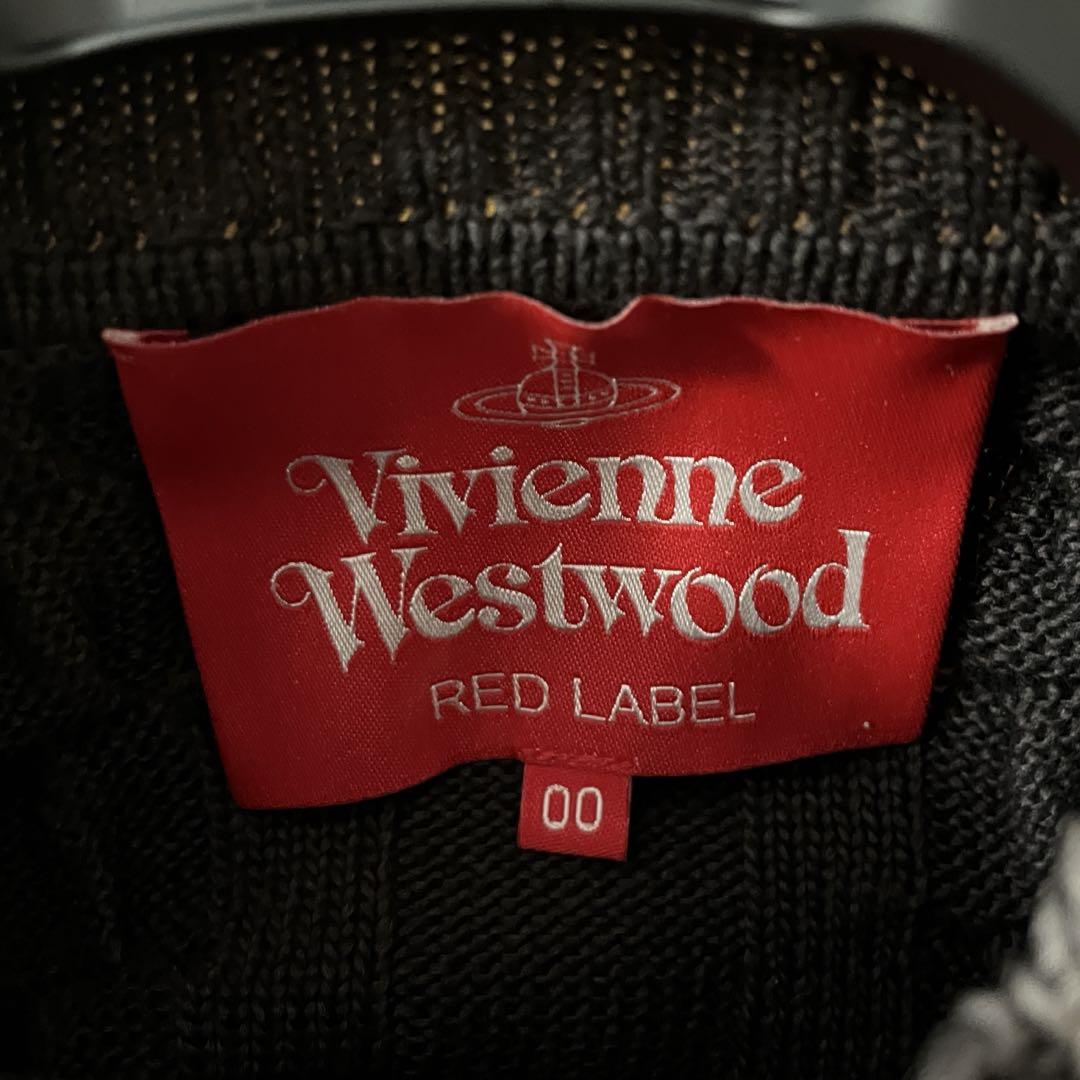 Vivienne
Westwood
RED LABEL
00